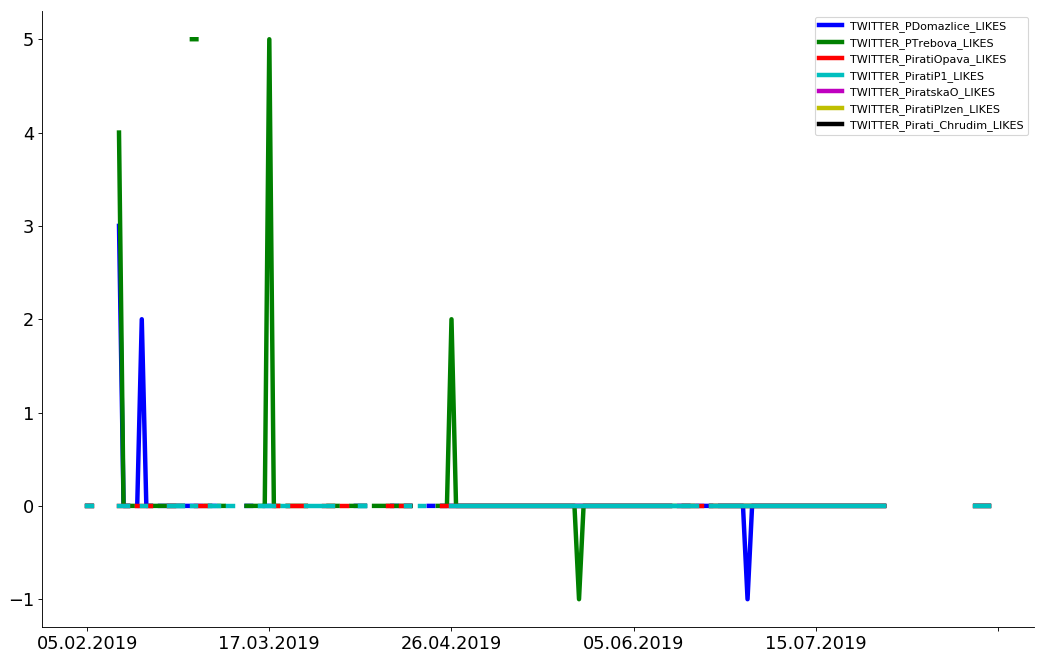 TWITTER_PDomazlice_LIKES
TWITTER_PTrebova_LIKES
TWITTER_PiratiOpava_LIKES
TWITTER_PiratiP1_LIKES
TWITTER_PiratskaO_LIKES
TWITTER_PiratiPlzen_LIKES
TWITTER_Pirati_Chrudim_LIKES
5
4
3
2
1
0
−1
05.02.2019 17.03.2019 26.04.2019 05.06.2019 15.07.2019